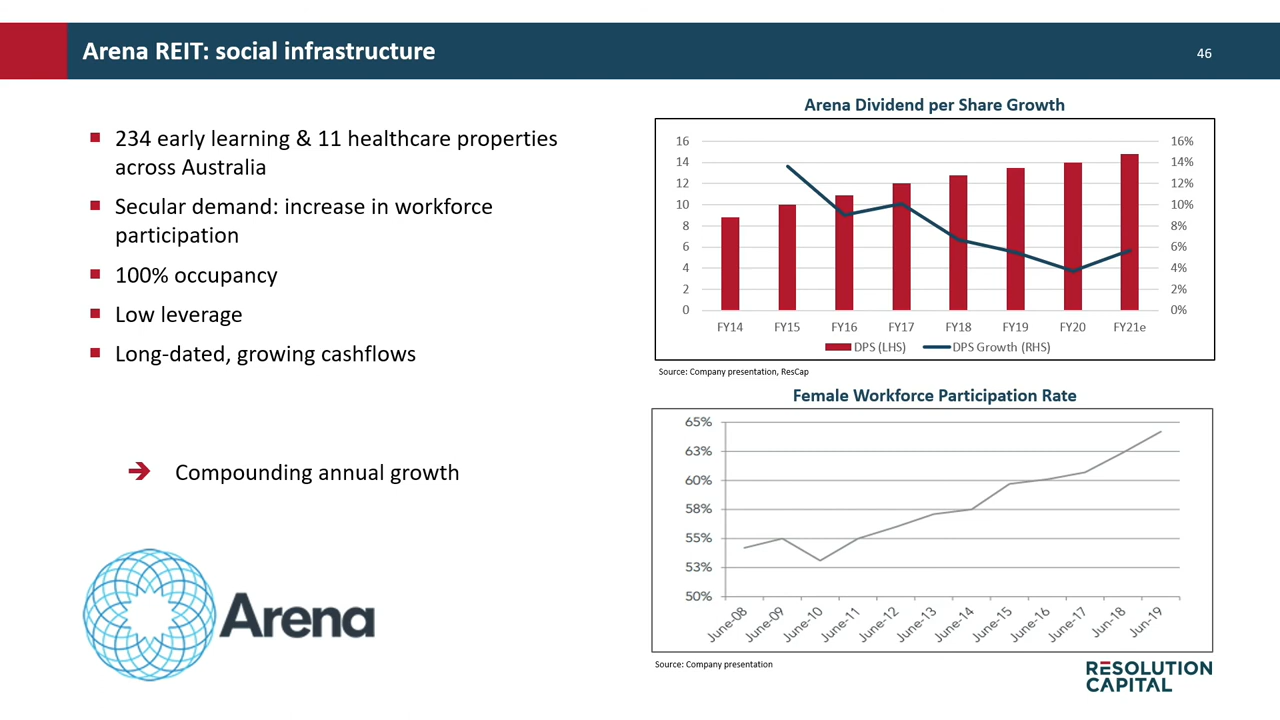 Arena REIT: social infrastructure
46
234 early learning & 11 healthcare properties
across Australia
Secular demand: increase in workforce
participation
100% occupancy
Low leverage
Long-dated, growing cashflows
Compounding annual growth
Arena
Arena Dividend per Share Growth
16 16%
14 14%
12 12%
10 10%
8 8%
6 6%
4 4%
2 2%
0 0%
FY14 FY15 FY16 FY17 FY18 FY19 FY20 FY21e
DPS (LHS) DPS Growth (RHS)
Source: Company presentation, ResCap
Female Workforce Participation Rate
65%
63%
60%
58%
55%
53%
50%
June-08 June-09 June-10 June-11 June-12 June-13 June-14 June-15 June-16 June-17 Jun-18 Jun-19
Source: Company presentation
RESOLUTION
CAPITAL